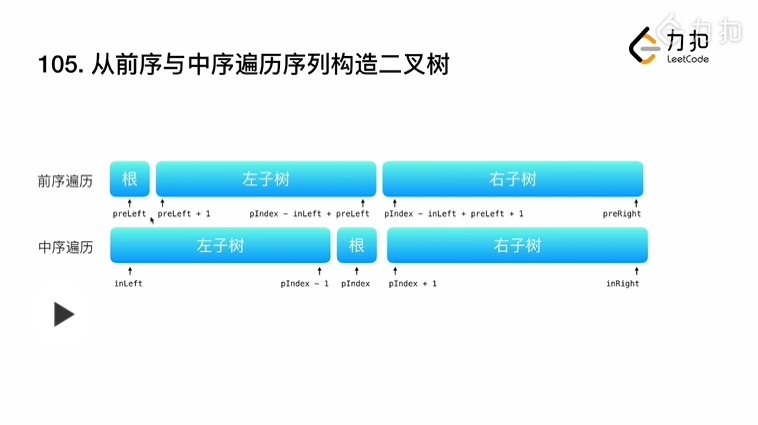 力扣
力扣
LeetCode
105. 从前序与中序遍历序列构造二叉树
前序遍历 根 左子树 右子树
preLeft preLeft + 1 pIndex - inLeft + preLeft pIndex - inLeft + preLeft + 1 preRight
中序遍历 左子树 根 右子树
inLeft pIndex - 1 pIndex pIndex + 1 inRight